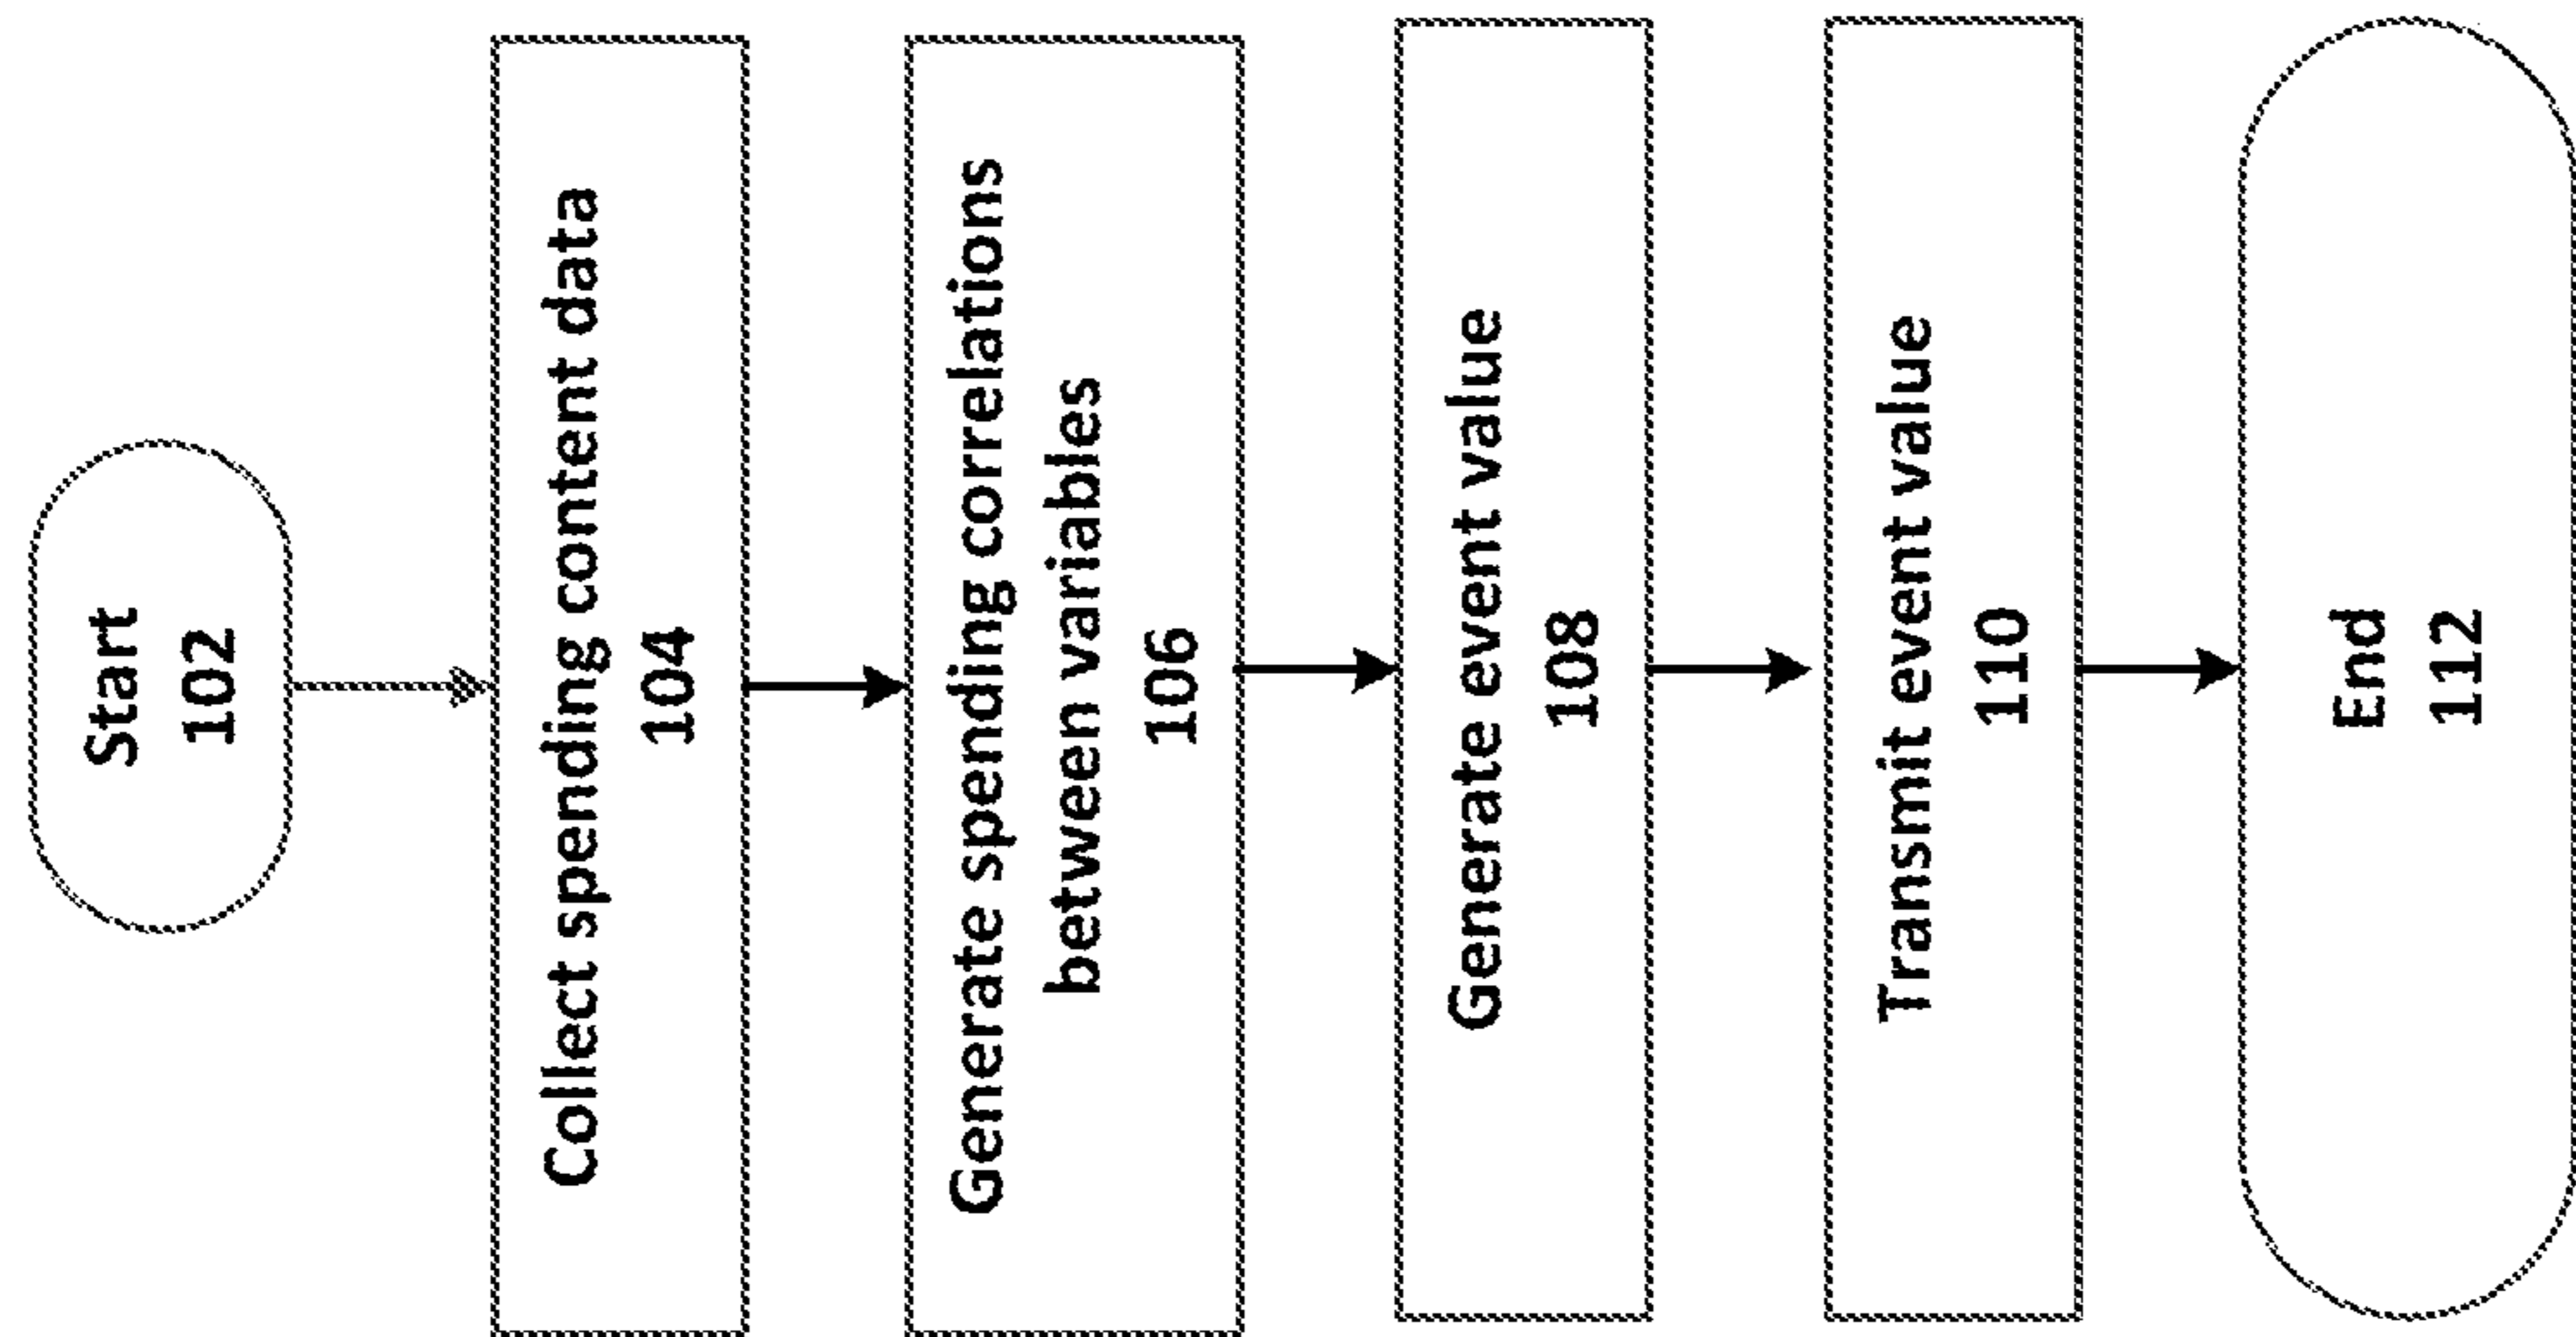 Start
102
Collect spending content data
104
Generate spending correlations
between variables
106
Generate event value
108
Transmit event value
110
End
112